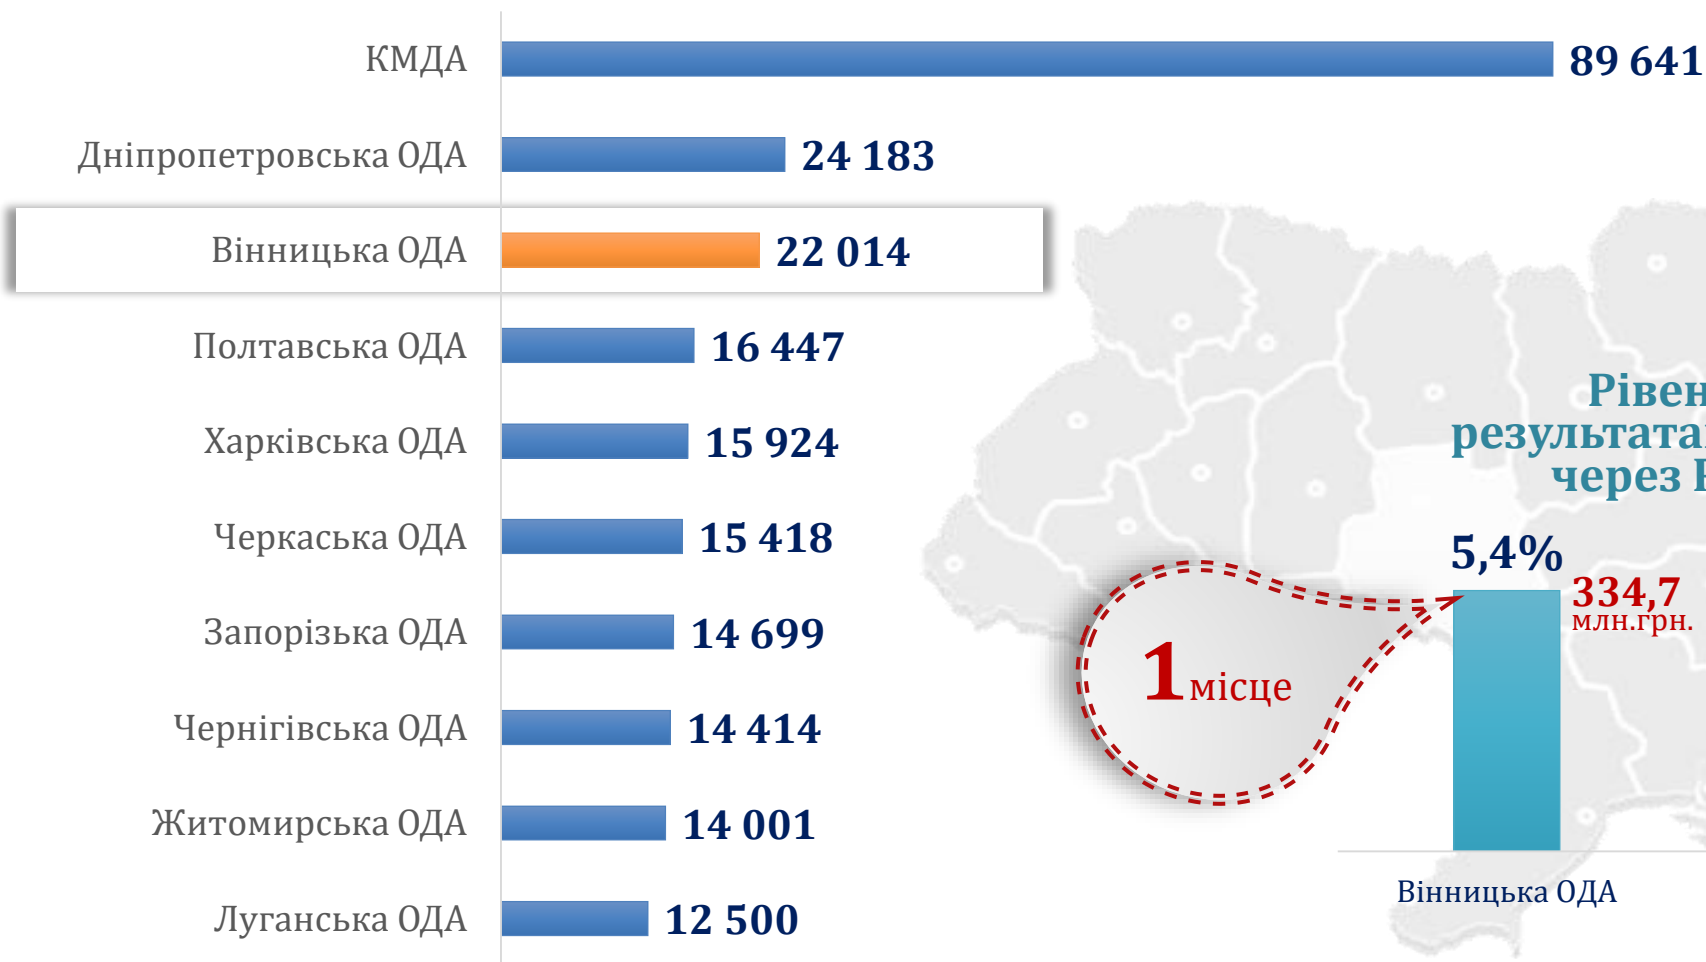 КМДА 89 641
Дніпропетровська ОДА 24 183
Вінницька ОДА 22 014
Полтавська ОДА 16 447
Харківська ОДА 15 924
Черкаська ОДА 15 418
Запорізька ОДА 14 699
Чернігівська ОДА 14 414
Житомирська ОДА 14 001
Луганська ОДА 12 500
через
5,4%
334,7
млн.грн.
1 місце
Вінницька ОДА